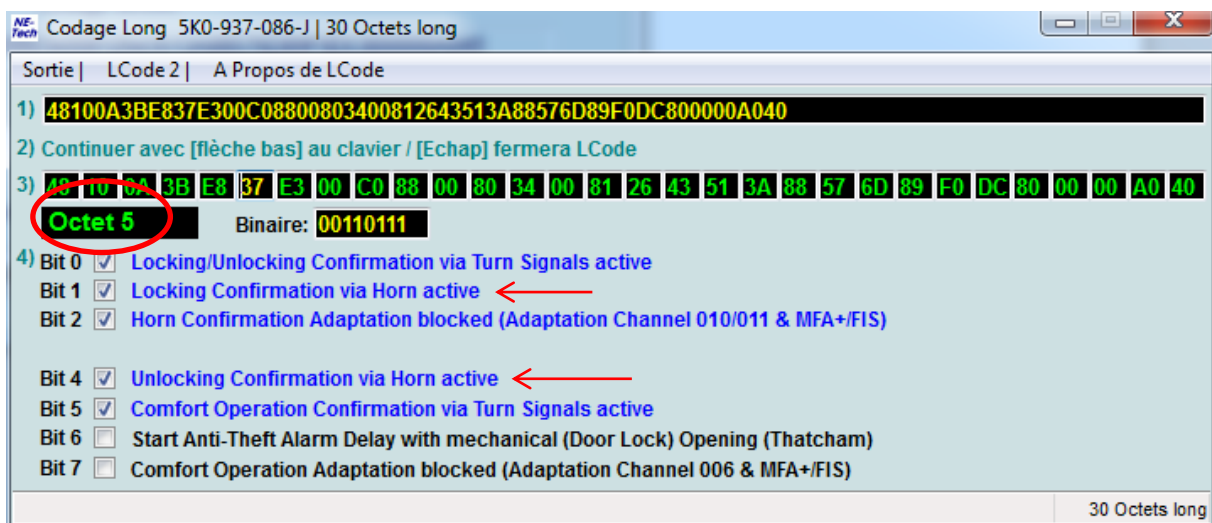 NE-Tech Codage Long 5K0-937-086-J | 30 Octets long
Sortie | LCode 2 | A Propos de LCode
1) 48100A3BE837E300C08800803400812643513A88576D89F0DC800000A040
2) Continuer avec [flèche bas] au clavier / [Echap] fermera LCode
3) 48 10 0A 3B E8 37 E3 00 C0 88 00 80 34 00 81 26 43 51 3A 88 57 6D 89 F0 DC 80 00 00 A0 40
Octet 5 Binaire: 00110111
4) Bit 0 Locking/Unlocking Confirmation via Turn Signals active
Bit 1 Locking Confirmation via Horn active
Bit 2 Horn Confirmation Adaptation blocked (Adaptation Channel 010/011 & MFA+/FIS)
Bit 4 Unlocking Confirmation via Horn active
Bit 5 Comfort Operation Confirmation via Turn Signals active
Bit 6 Start Anti-Theft Alarm Delay with mechanical (Door Lock) Opening (Thatcham)
Bit 7 Comfort Operation Adaptation blocked (Adaptation Channel 006 & MFA+/FIS)
30 Octets long